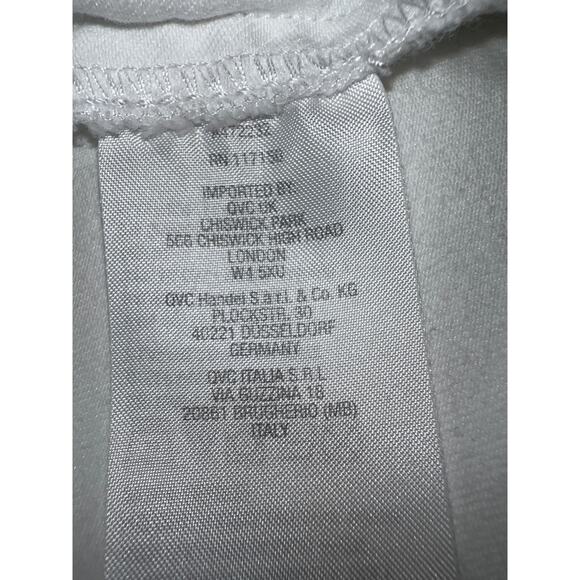 RN 117150
IMPORTED BY:
QVC UK
CHISWICK PARK
566 CHISWICK HIGH ROAD
LONDON
W4 5XU
QVC Handel S.a r.l. & Co. KG
PLOCKSTR. 30
40221 DUSSELDORF
GERMANY
QVC ITALIA S.R.L
VIA GUZZINA 18
20861 BRUGHERIO (MB)
ITALY